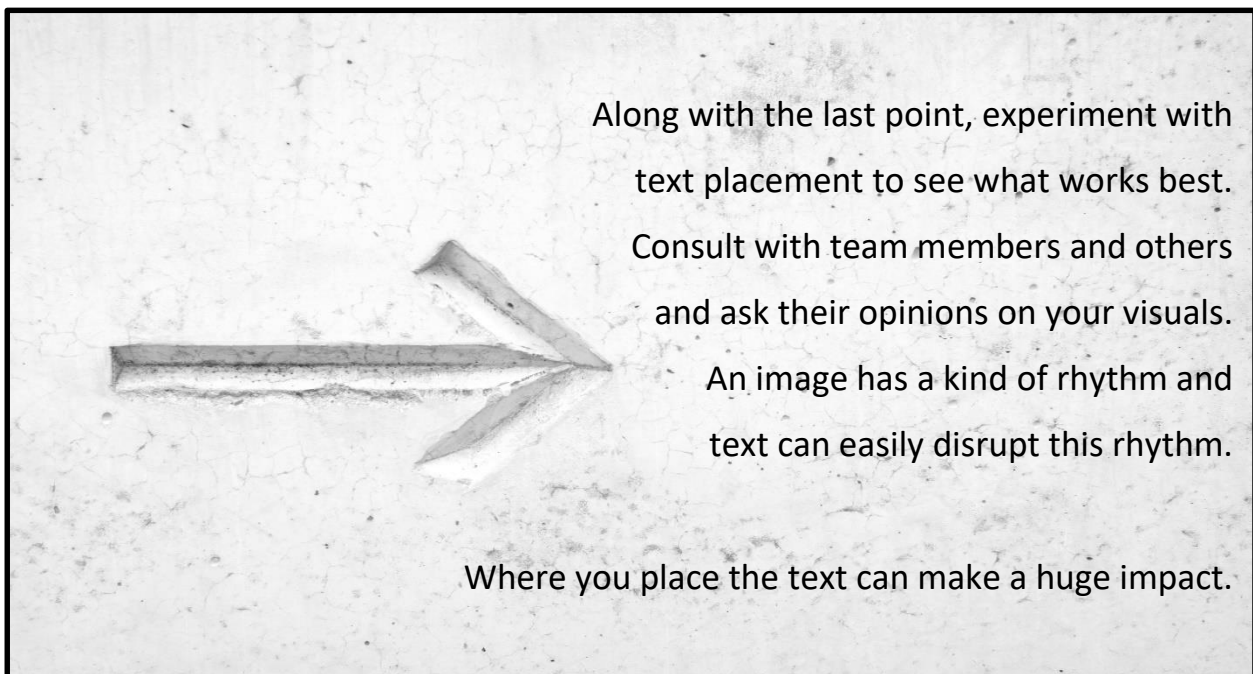 Along with the last point, experiment with
text placement to see what works best.
Consult with team members and others
and ask their opinions on your visuals.
An image has a kind of rhythm and
text can easily disrupt this rhythm.
Where you place the text can make a huge impact.